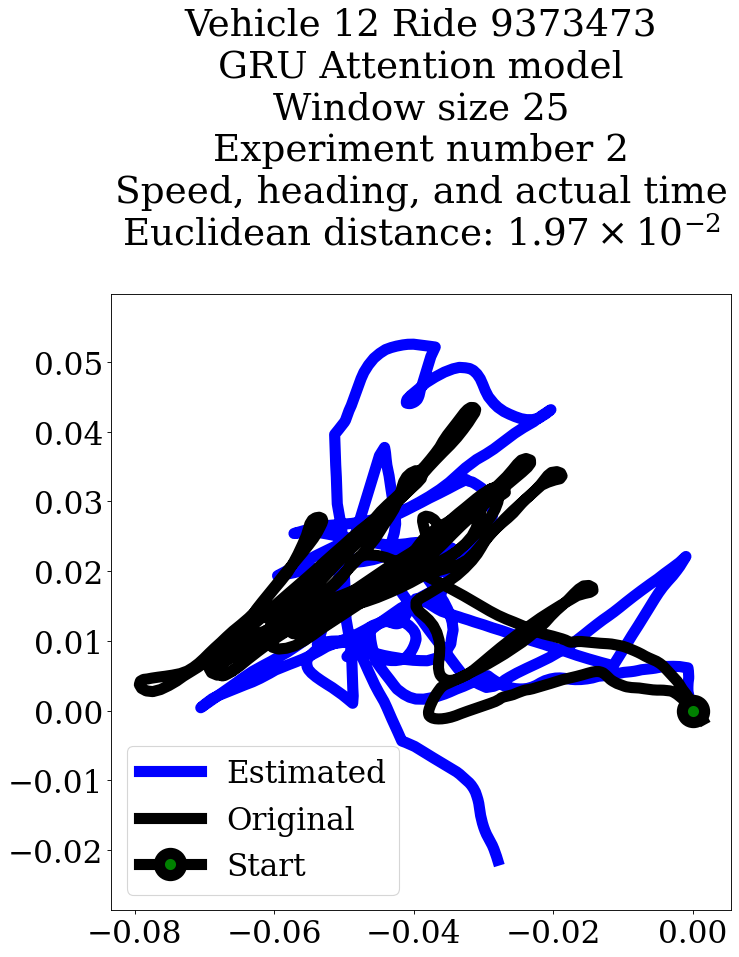 Vehicle 12 Ride 9373473
GRU Attention model
Window size 25
Experiment number 2
Speed, heading, and actual time
Euclidean distance: 1.97 × 10⁻²
0.05
0.04
0.03
0.02
0.01
0.00
−0.01
−0.02
Estimated
Original
Start
−0.08 −0.06 −0.04 −0.02 0.00